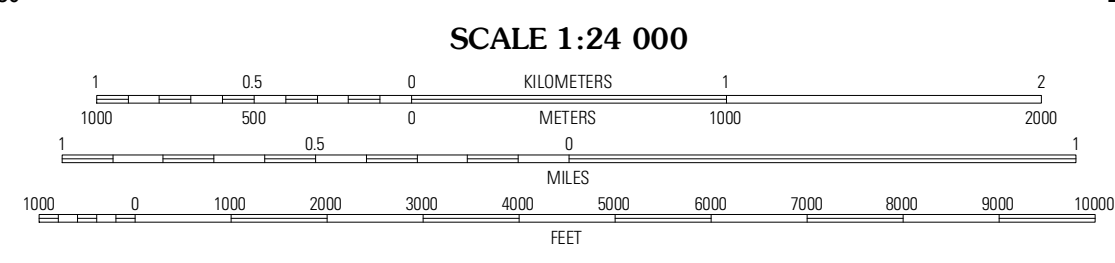 SCALE 1:24 000
1 0.5 0 KILOMETERS 1 2
1000 500 0 METERS 1000 2000
1 0.5 0 1
MILES
1000 0 1000 2000 3000 4000 5000 6000 7000 8000 9000 10000
FEET